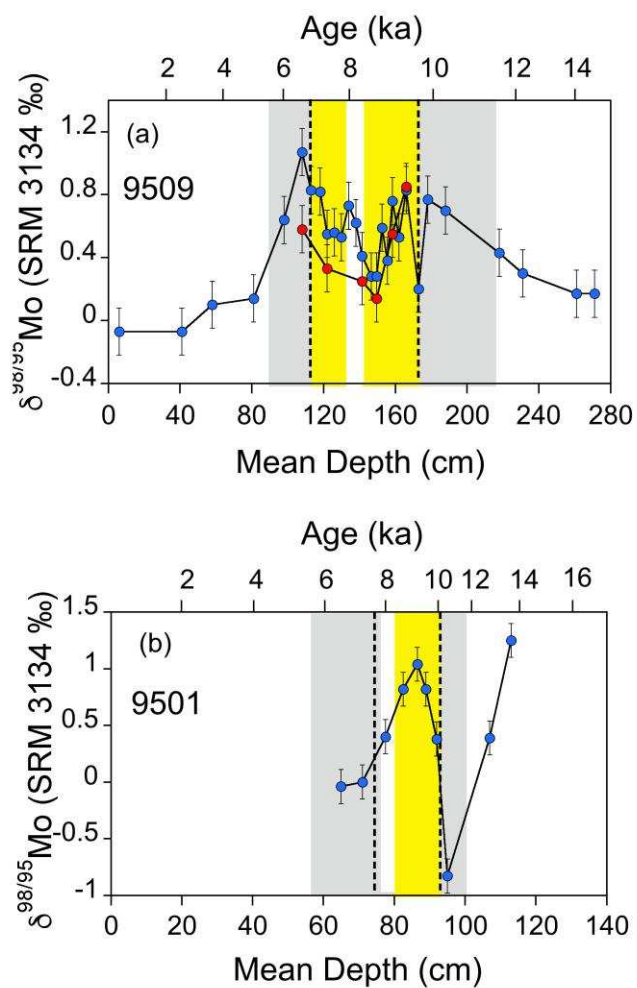 Age (ka)
2 4 6 8 10 12 14
(a)
9509
1.2
0.8
0.4
0
-0.4
δ98/95Mo (SRM 3134 ‰)
0 40 80 120 160 200 240 280
Mean Depth (cm)
Age (ka)
2 4 6 8 10 12 14 16
(b)
9501
1.5
1
0.5
0
-0.5
-1
δ98/95Mo (SRM 3134 ‰)
0 20 40 60 80 100 120 140
Mean Depth (cm)